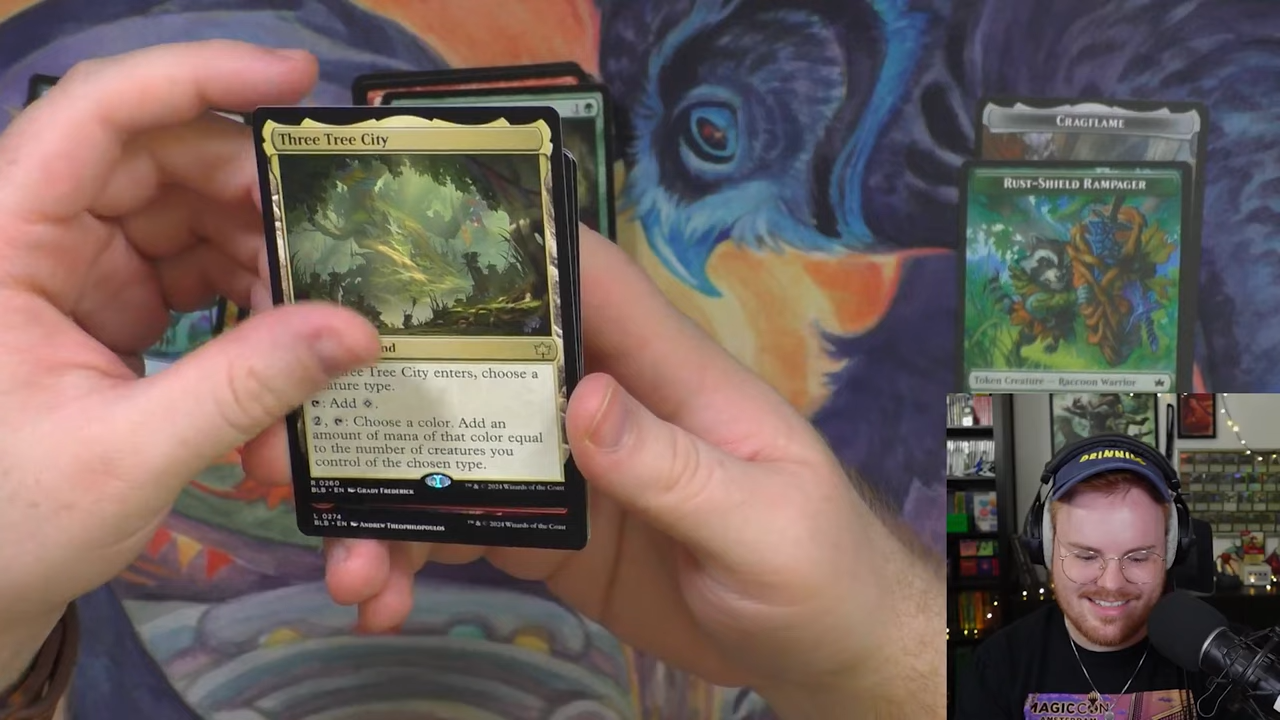 Three Tree City
1
nd
ree Tree City enters, choose a
ature type.
: Add
2, : Choose a color. Add an
amount of mana of that color equal
to the number of creatures you
control of the chosen type.
R 0260
BLB • EN Grady Frederick
™ & © 2024 Wizards of the Coast
L 0274
BLB • EN Andrew Theophilopoulos
™ & © 2024 Wizards of the Coast
Cragflame
Rust-Shield Rampager
Token Creature — Raccoon Warrior
MAGICCON
AMSTERDAM